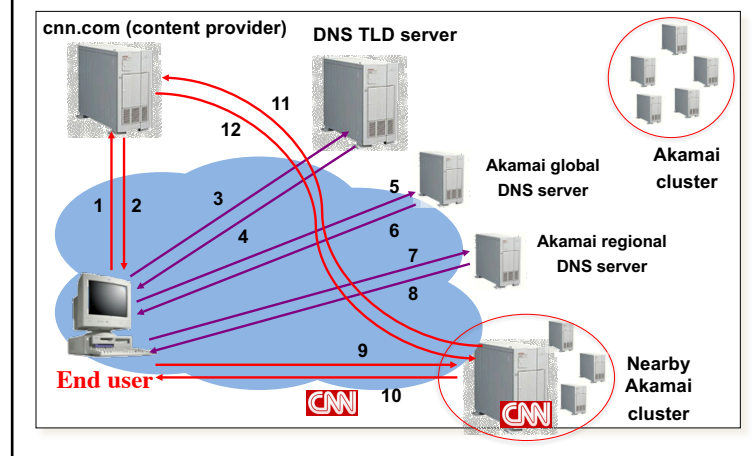 cnn.com (content provider)
DNS TLD server
11
12
Akamai
cluster
Akamai global
DNS server
1
2
3
4
5
6
Akamai regional
DNS server
7
8
9
10
End user
CNN
CNN
Nearby
Akamai
cluster